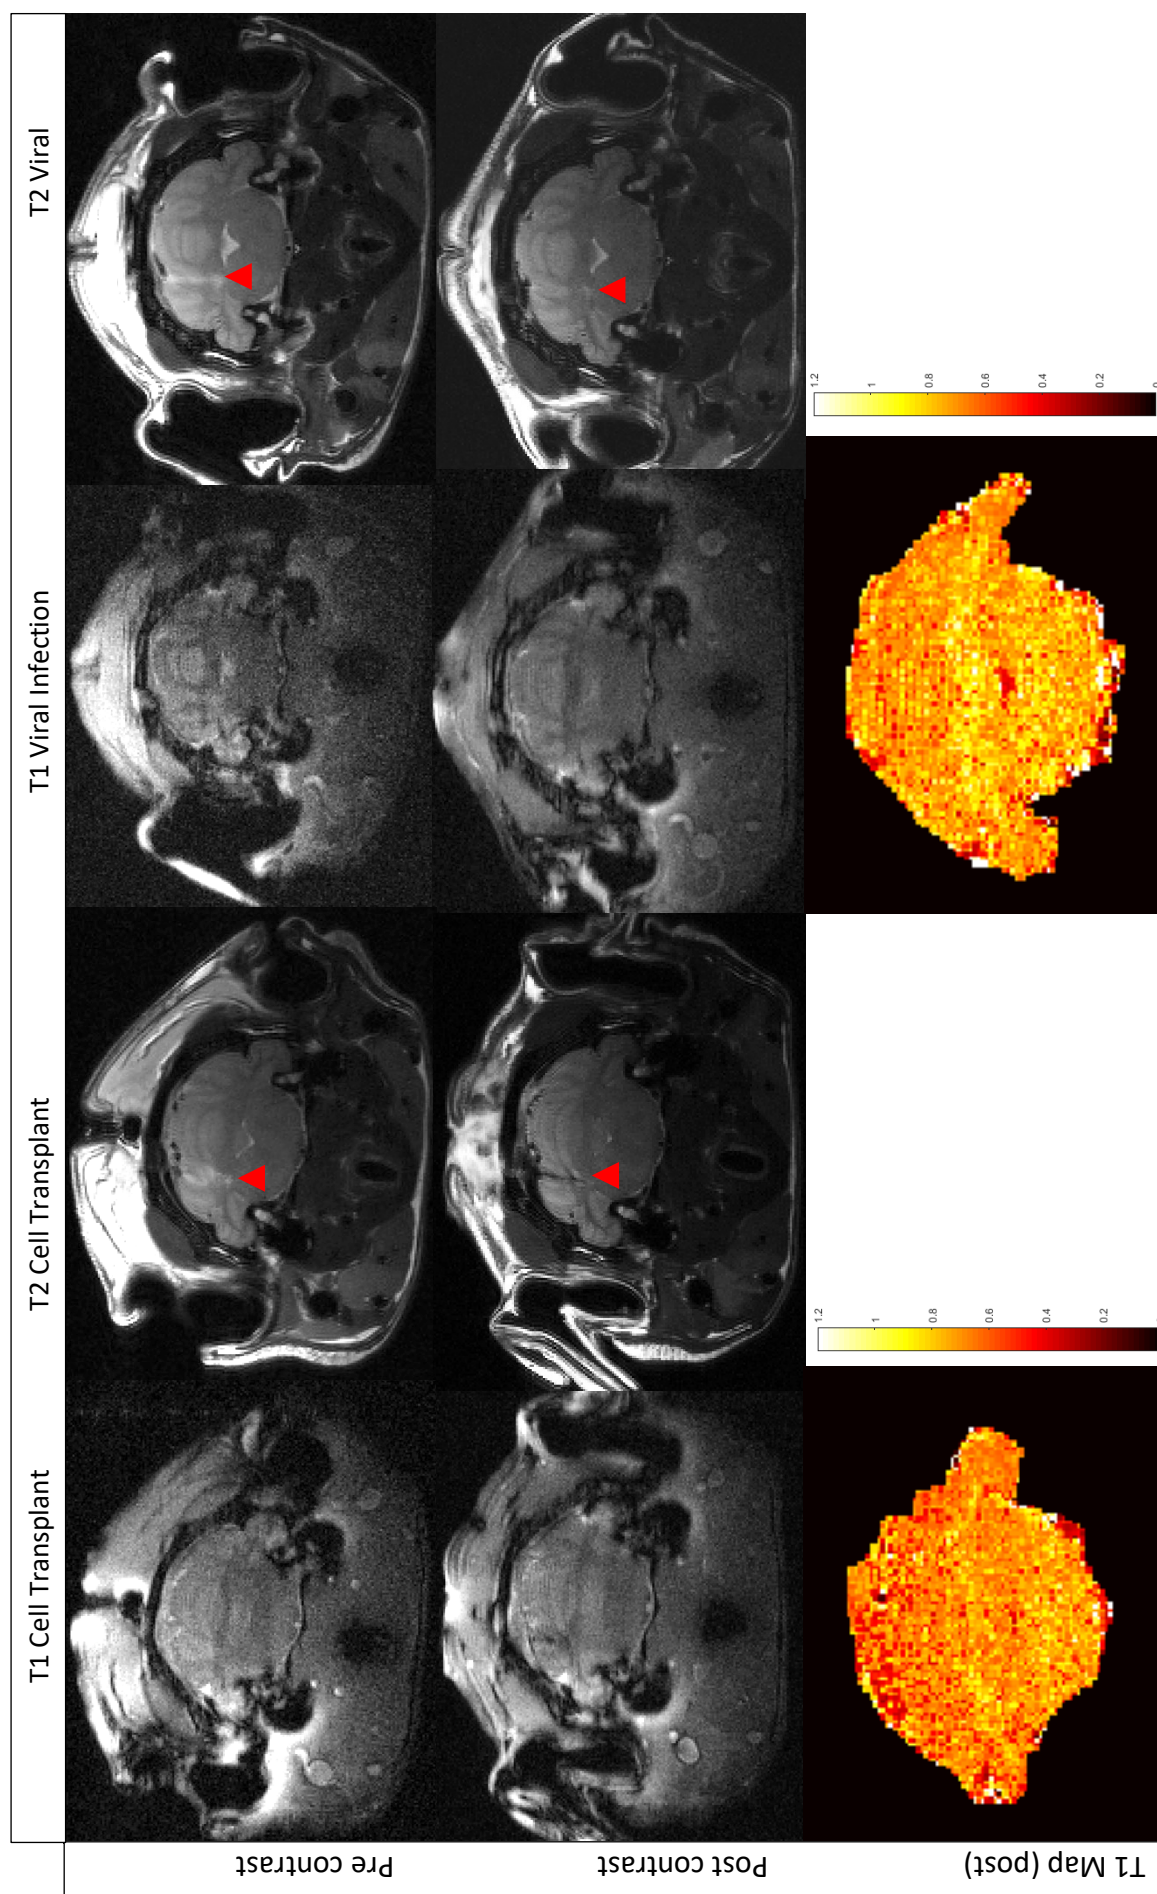 T1 Cell Transplant
T2 Cell Transplant
T1 Viral Infection
T2 Viral
Pre contrast
Post contrast
T1 Map (post)
1.2
1
0.8
0.6
0.4
0.2
1.2
1
0.8
0.6
0.4
0.2
0